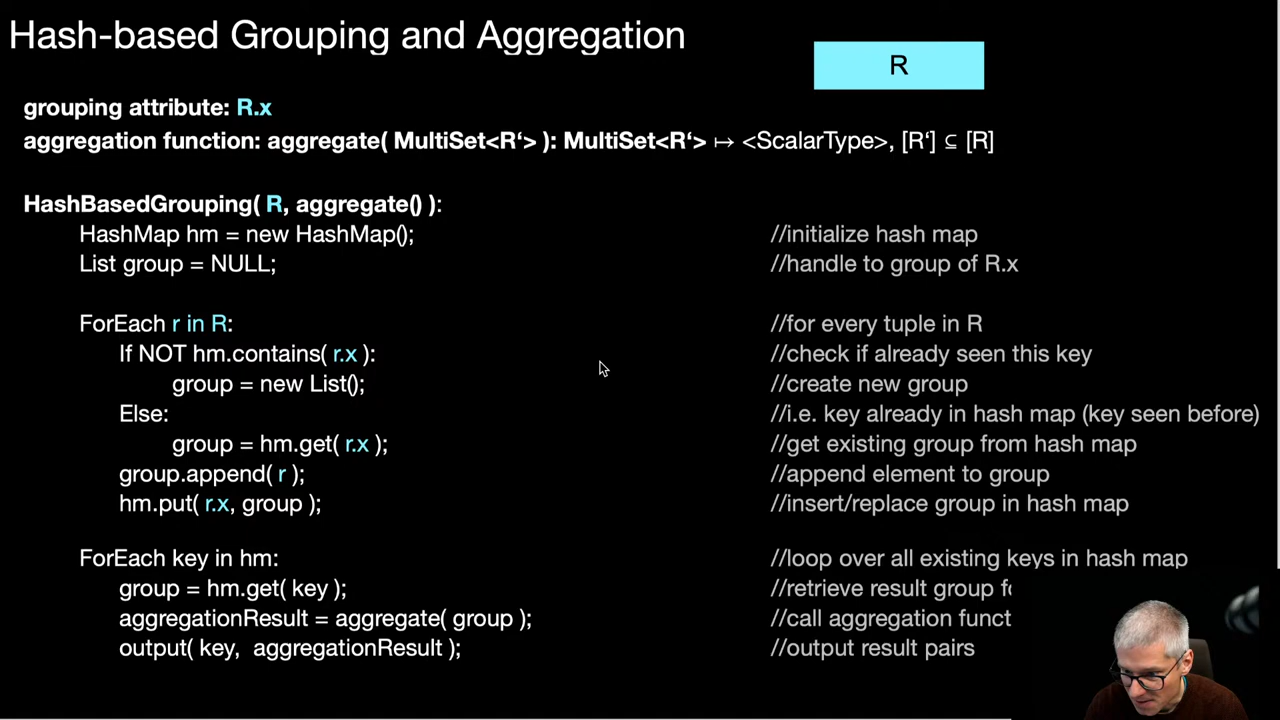 Hash-based Grouping and Aggregation
R
grouping attribute: R.x
aggregation function: aggregate( MultiSet<R‘> ): MultiSet<R‘> ↦ <ScalarType>, [R‘] ⊆ [R]
HashBasedGrouping( R, aggregate() ):
HashMap hm = new HashMap(); //initialize hash map
List group = NULL; //handle to group of R.x
ForEach r in R: //for every tuple in R
If NOT hm.contains( r.x ): //check if already seen this key
group = new List(); //create new group
Else: //i.e. key already in hash map (key seen before)
group = hm.get( r.x ); //get existing group from hash map
group.append( r ); //append element to group
hm.put( r.x, group ); //insert/replace group in hash map
ForEach key in hm: //loop over all existing keys in hash map
group = hm.get( key ); //retrieve result group
aggregationResult = aggregate( group ); //call aggregation
output( key, aggregationResult ); //output result pairs